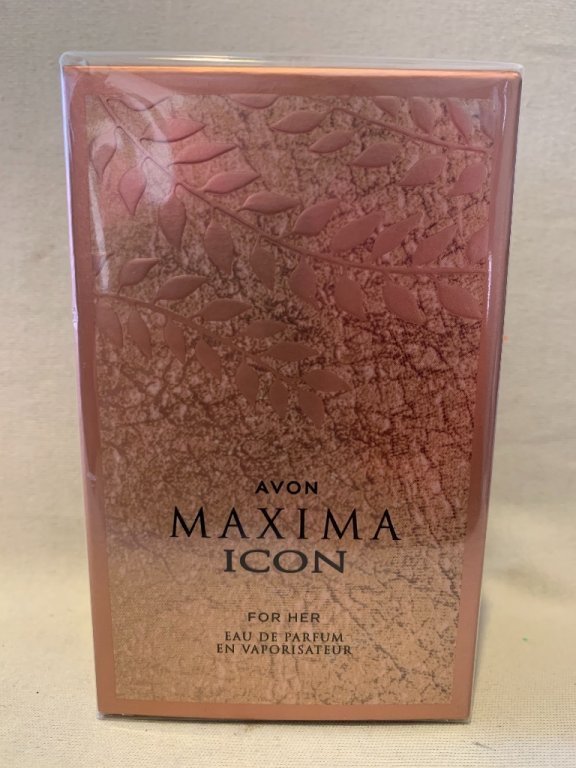 AVON
MAXIMA
ICON
FOR HER
EAU DE PARFUM
EN VAPORISATEUR